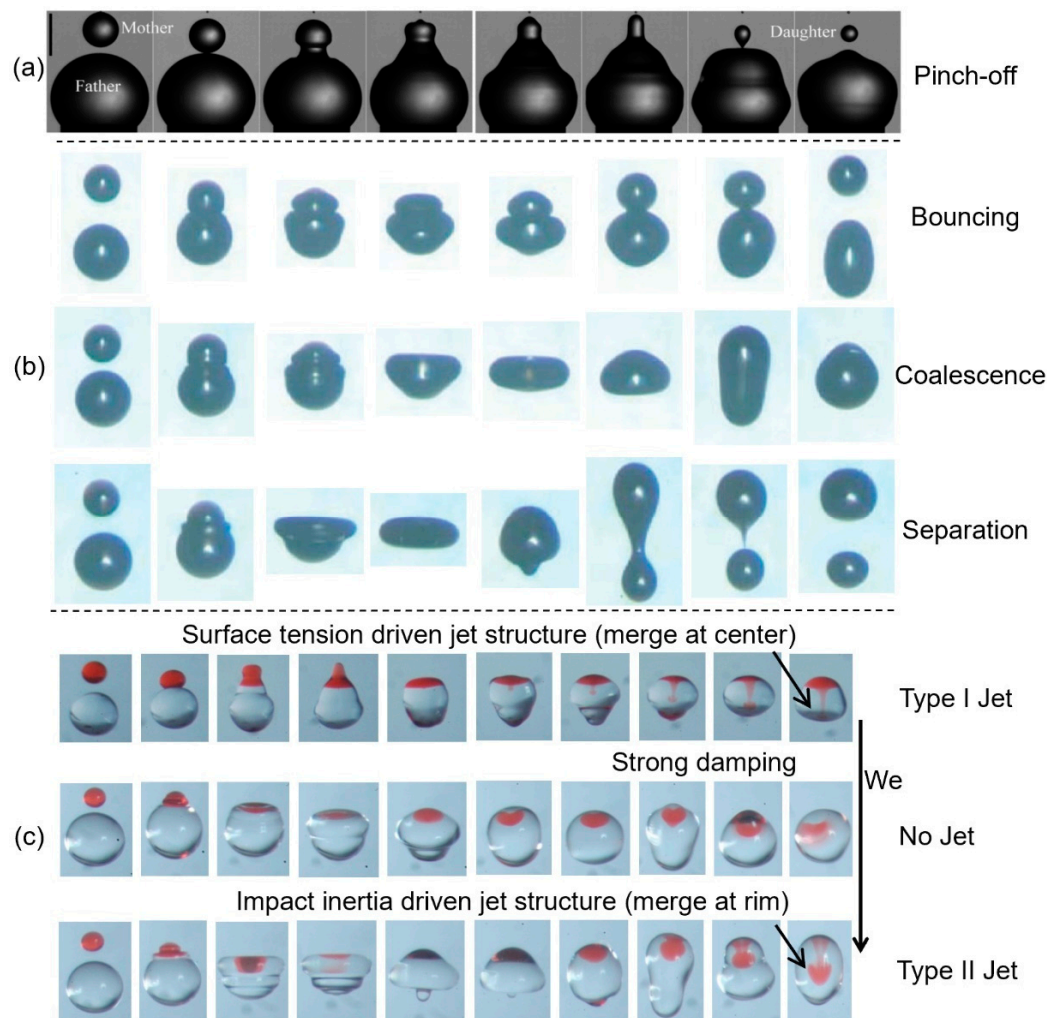 (a)
Mother
Father
Daughter
Pinch-off
Bouncing
(b)
Coalescence
Separation
Surface tension driven jet structure (merge at center)
Type I Jet
Strong damping
We
(c)
No Jet
Impact inertia driven jet structure (merge at rim)
Type II Jet